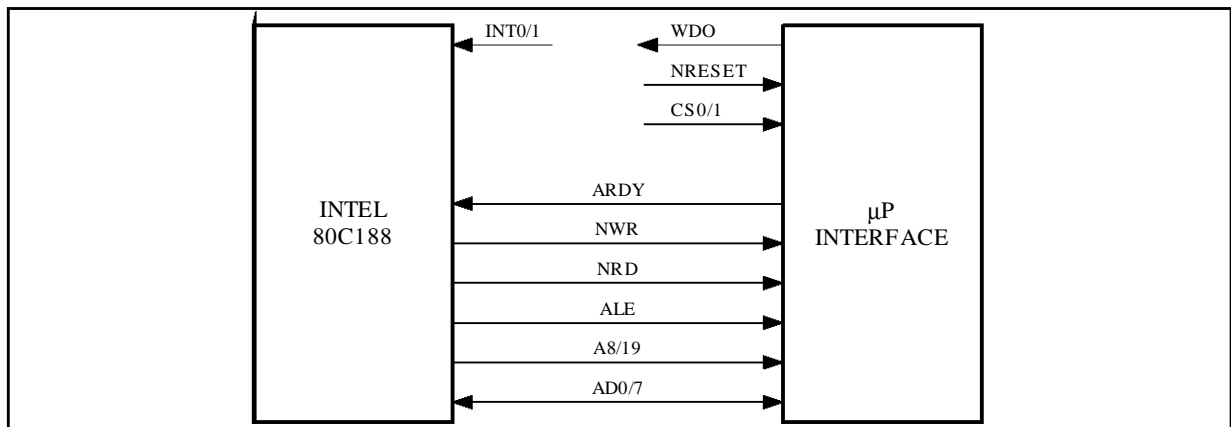 INT0/1
WDO
NRESET
CS0/1
ARDY
INTEL
80C188
µP
INTERFACE
NWR
NRD
ALE
A8/19
AD0/7